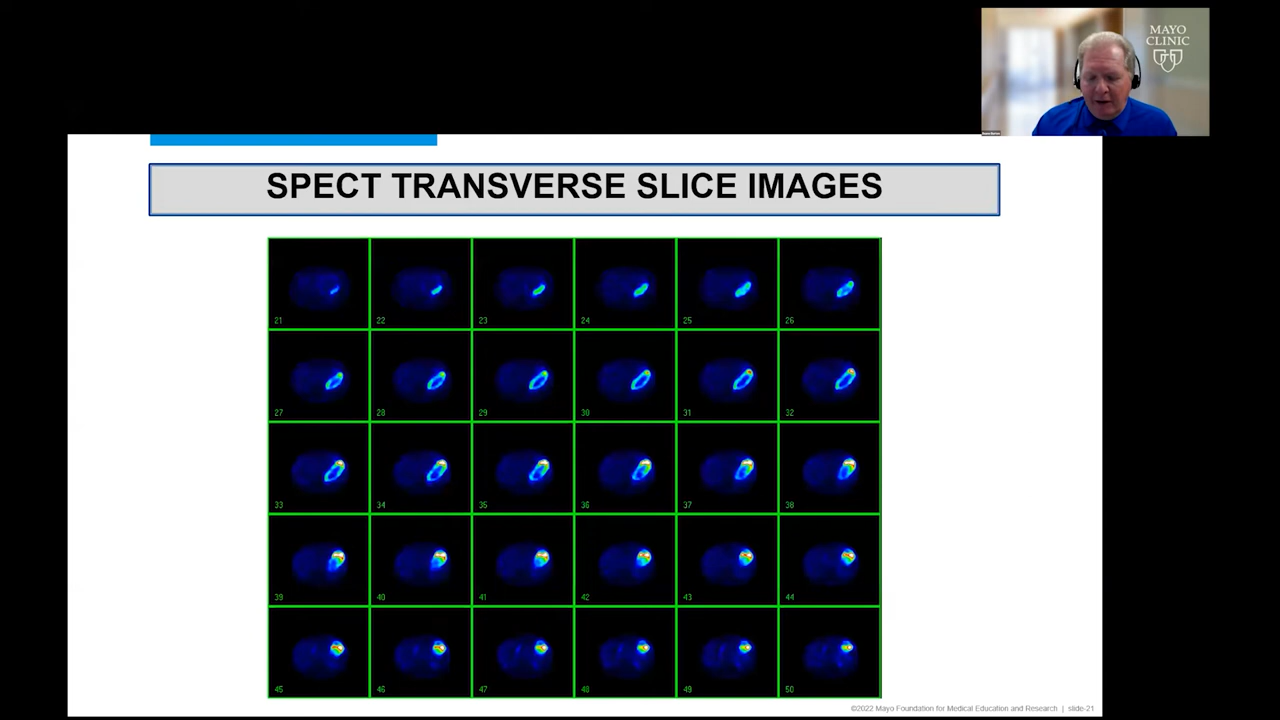 MAYO
CLINIC
SPECT TRANSVERSE SLICE IMAGES
21 22 23 24 25 26
27 28 29 30 31 32
33 34 35 36 37 38
39 40 41 42 43 44
45 46 47 48 49 50
©2022 Mayo Foundation for Medical Education and Research | slide-21